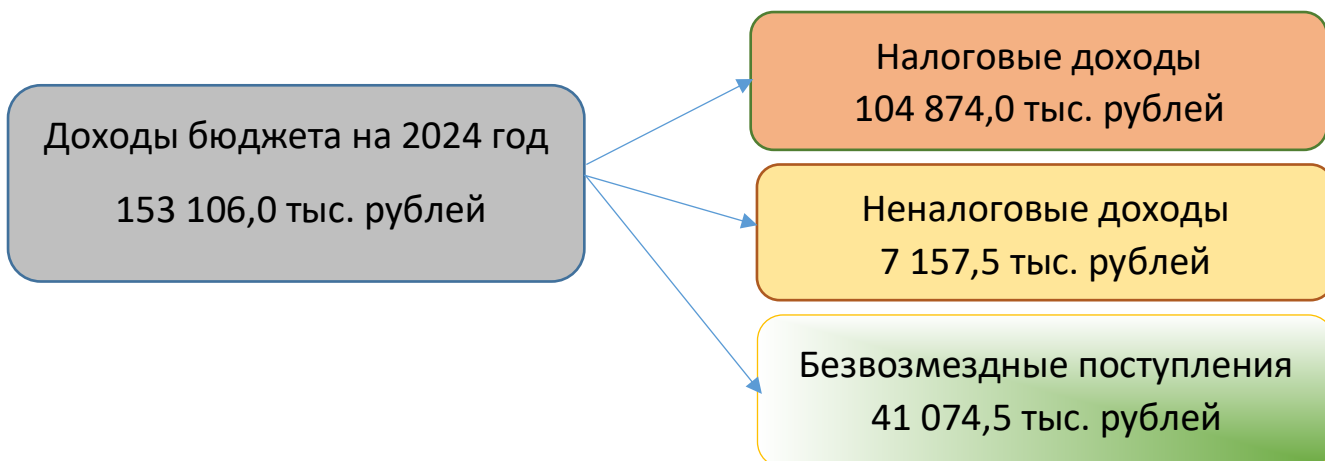 Доходы бюджета на 2024 год
153 106,0 тыс. рублей
Налоговые доходы
104 874,0 тыс. рублей
Неналоговые доходы
7 157,5 тыс. рублей
Безвозмездные поступления
41 074,5 тыс. рублей